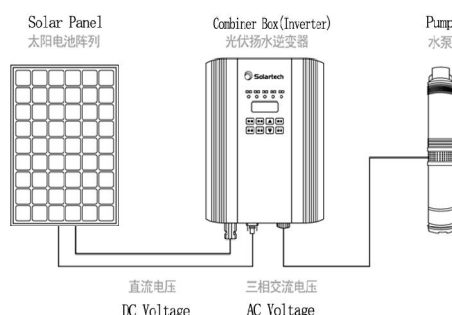 Solar Panel
太阳电池阵列
Combiner Box(Inverter)
光伏扬水逆变器
Pump
水泵
Solartech
直流电压
DC Voltage
三相交流电压
AC Voltage